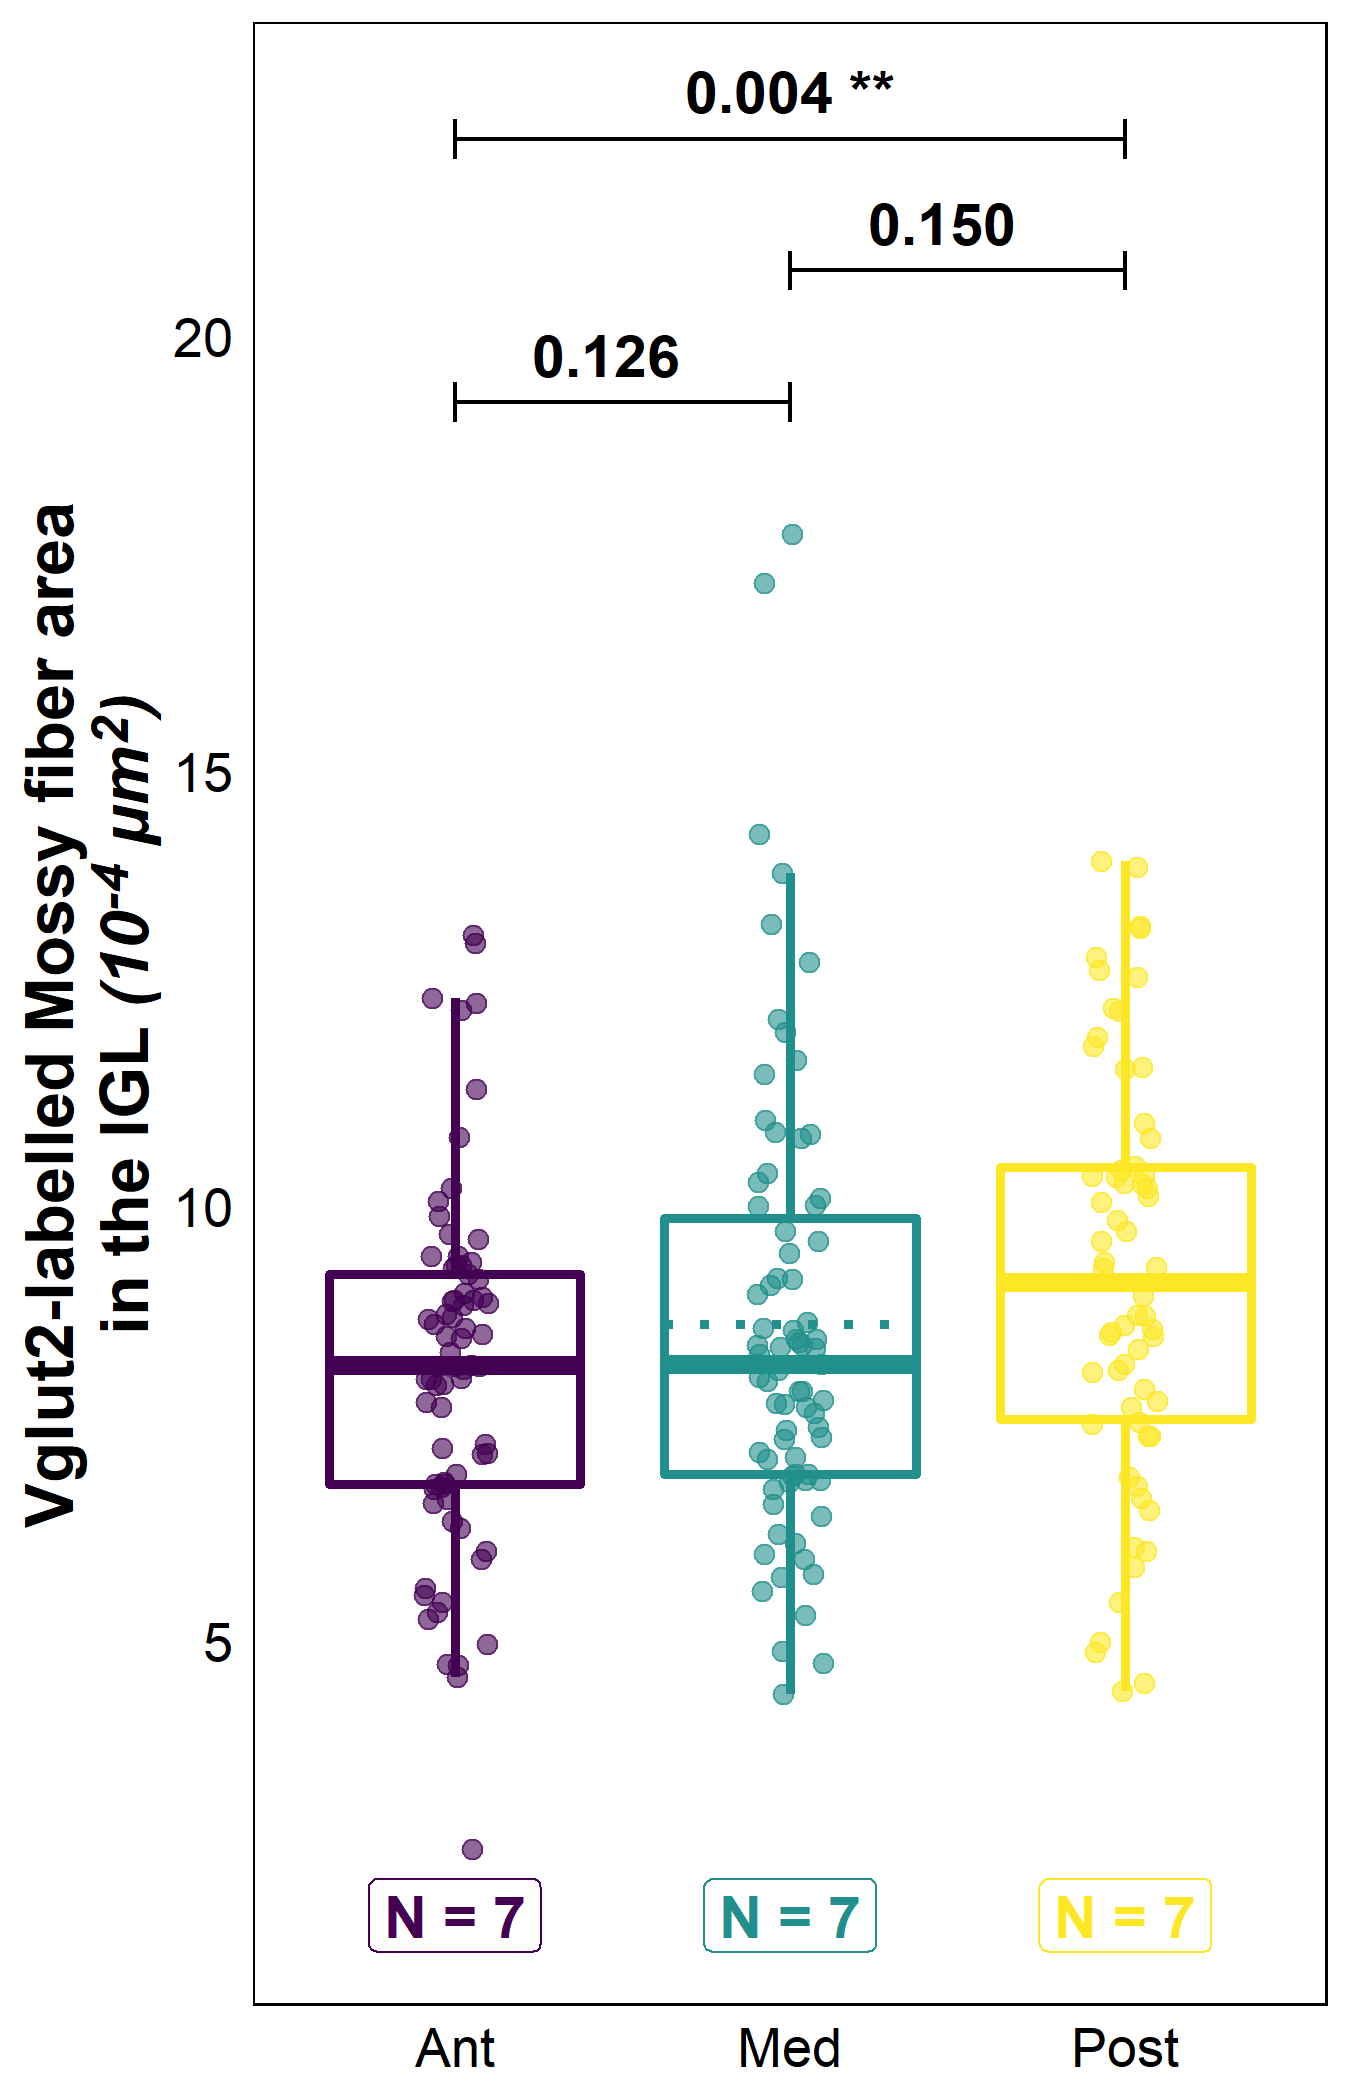 Vglut2-labelled Mossy fiber area
in the IGL (10⁻⁴ µm²)
0.004 **
0.150
0.126
20
15
10
5
N = 7
N = 7
N = 7
Ant
Med
Post